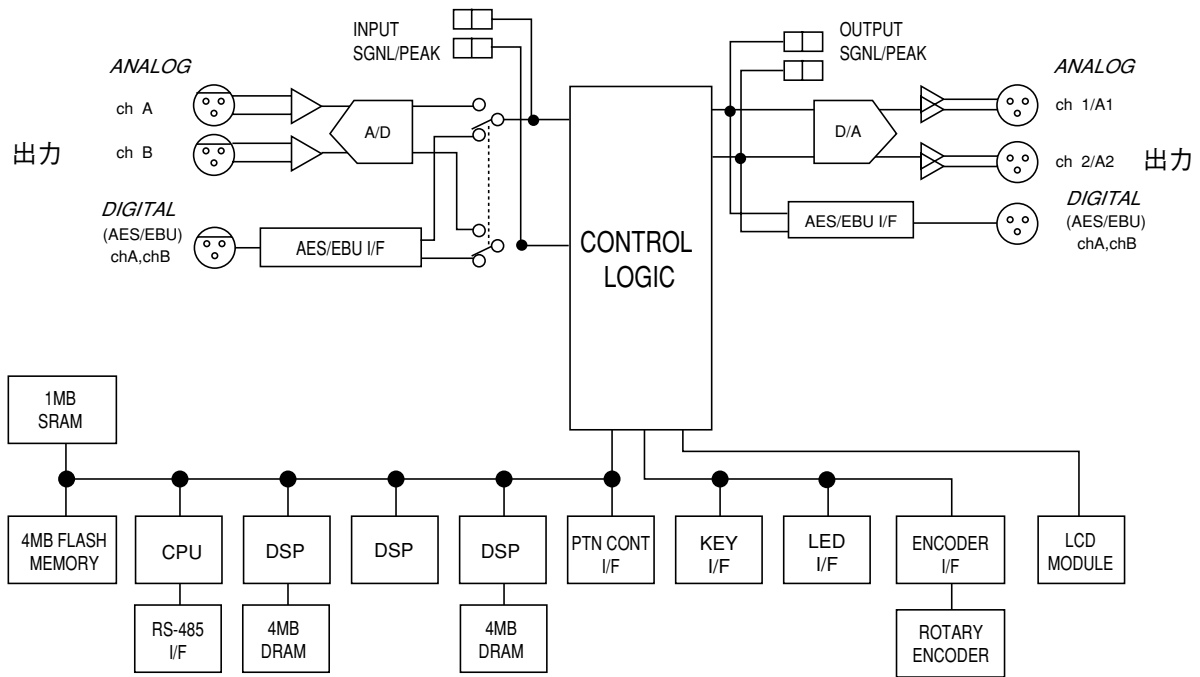 INPUT
SGNL/PEAK
OUTPUT
SGNL/PEAK
ANALOG
ch A
ch B
出力
DIGITAL
(AES/EBU)
chA,chB
A/D
AES/EBU I/F
CONTROL
LOGIC
D/A
AES/EBU I/F
ANALOG
ch 1/A1
ch 2/A2
出力
DIGITAL
(AES/EBU)
chA,chB
1MB
SRAM
4MB FLASH
MEMORY
CPU
DSP
DSP
DSP
PTN CONT
I/F
KEY
I/F
LED
I/F
ENCODER
I/F
LCD
MODULE
RS-485
I/F
4MB
DRAM
4MB
DRAM
ROTARY
ENCODER